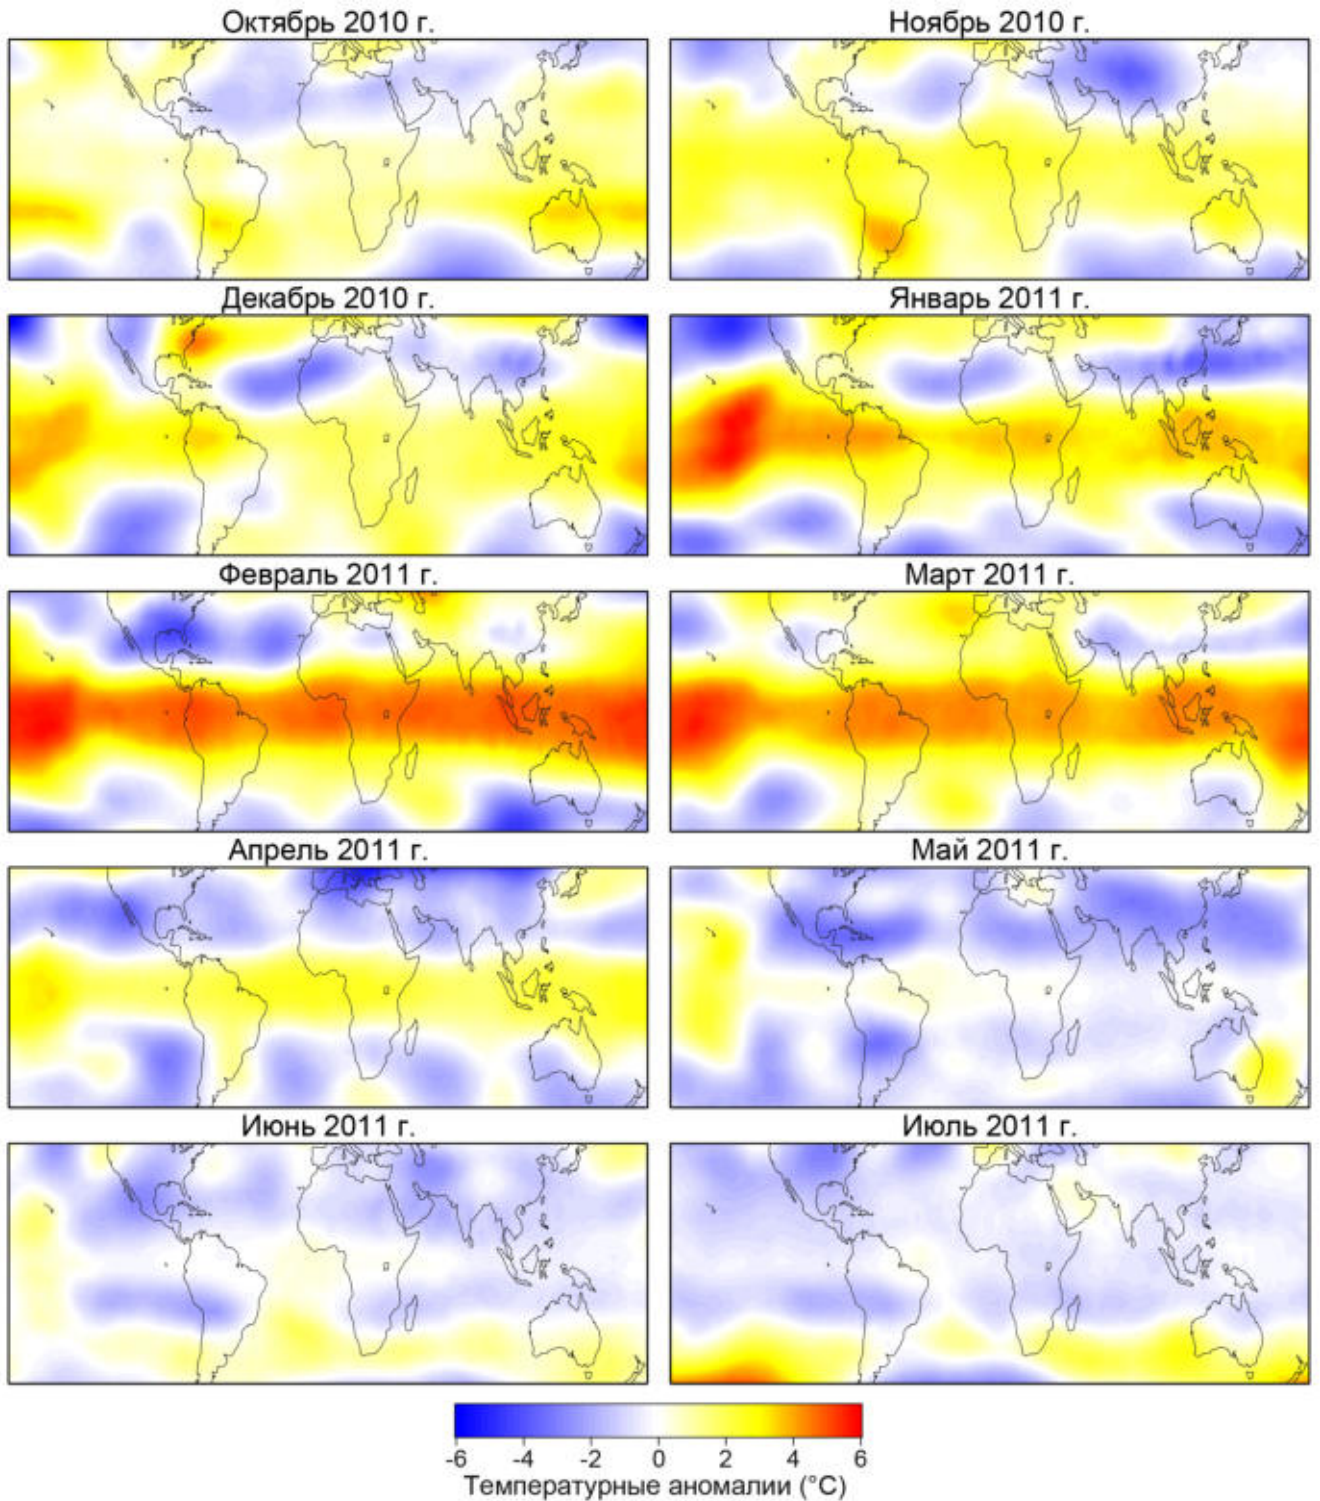 Октябрь 2010 г.
Ноябрь 2010 г.
Декабрь 2010 г.
Январь 2011 г.
Февраль 2011 г.
Март 2011 г.
Апрель 2011 г.
Май 2011 г.
Июнь 2011 г.
Июль 2011 г.
-6 -4 -2 0 2 4 6
Температурные аномалии (°C)